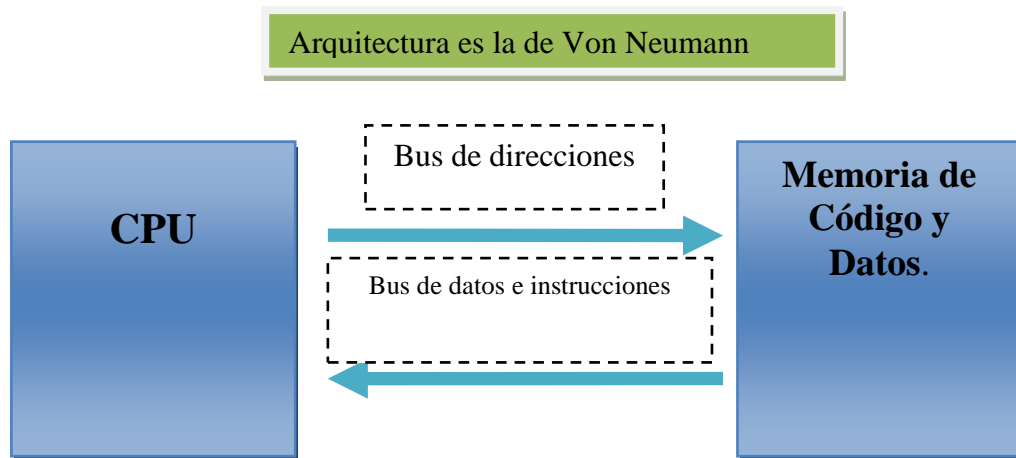 Arquitectura es la de Von Neumann
Bus de direcciones
CPU
Memoria de
Código y
Datos.
Bus de datos e instrucciones